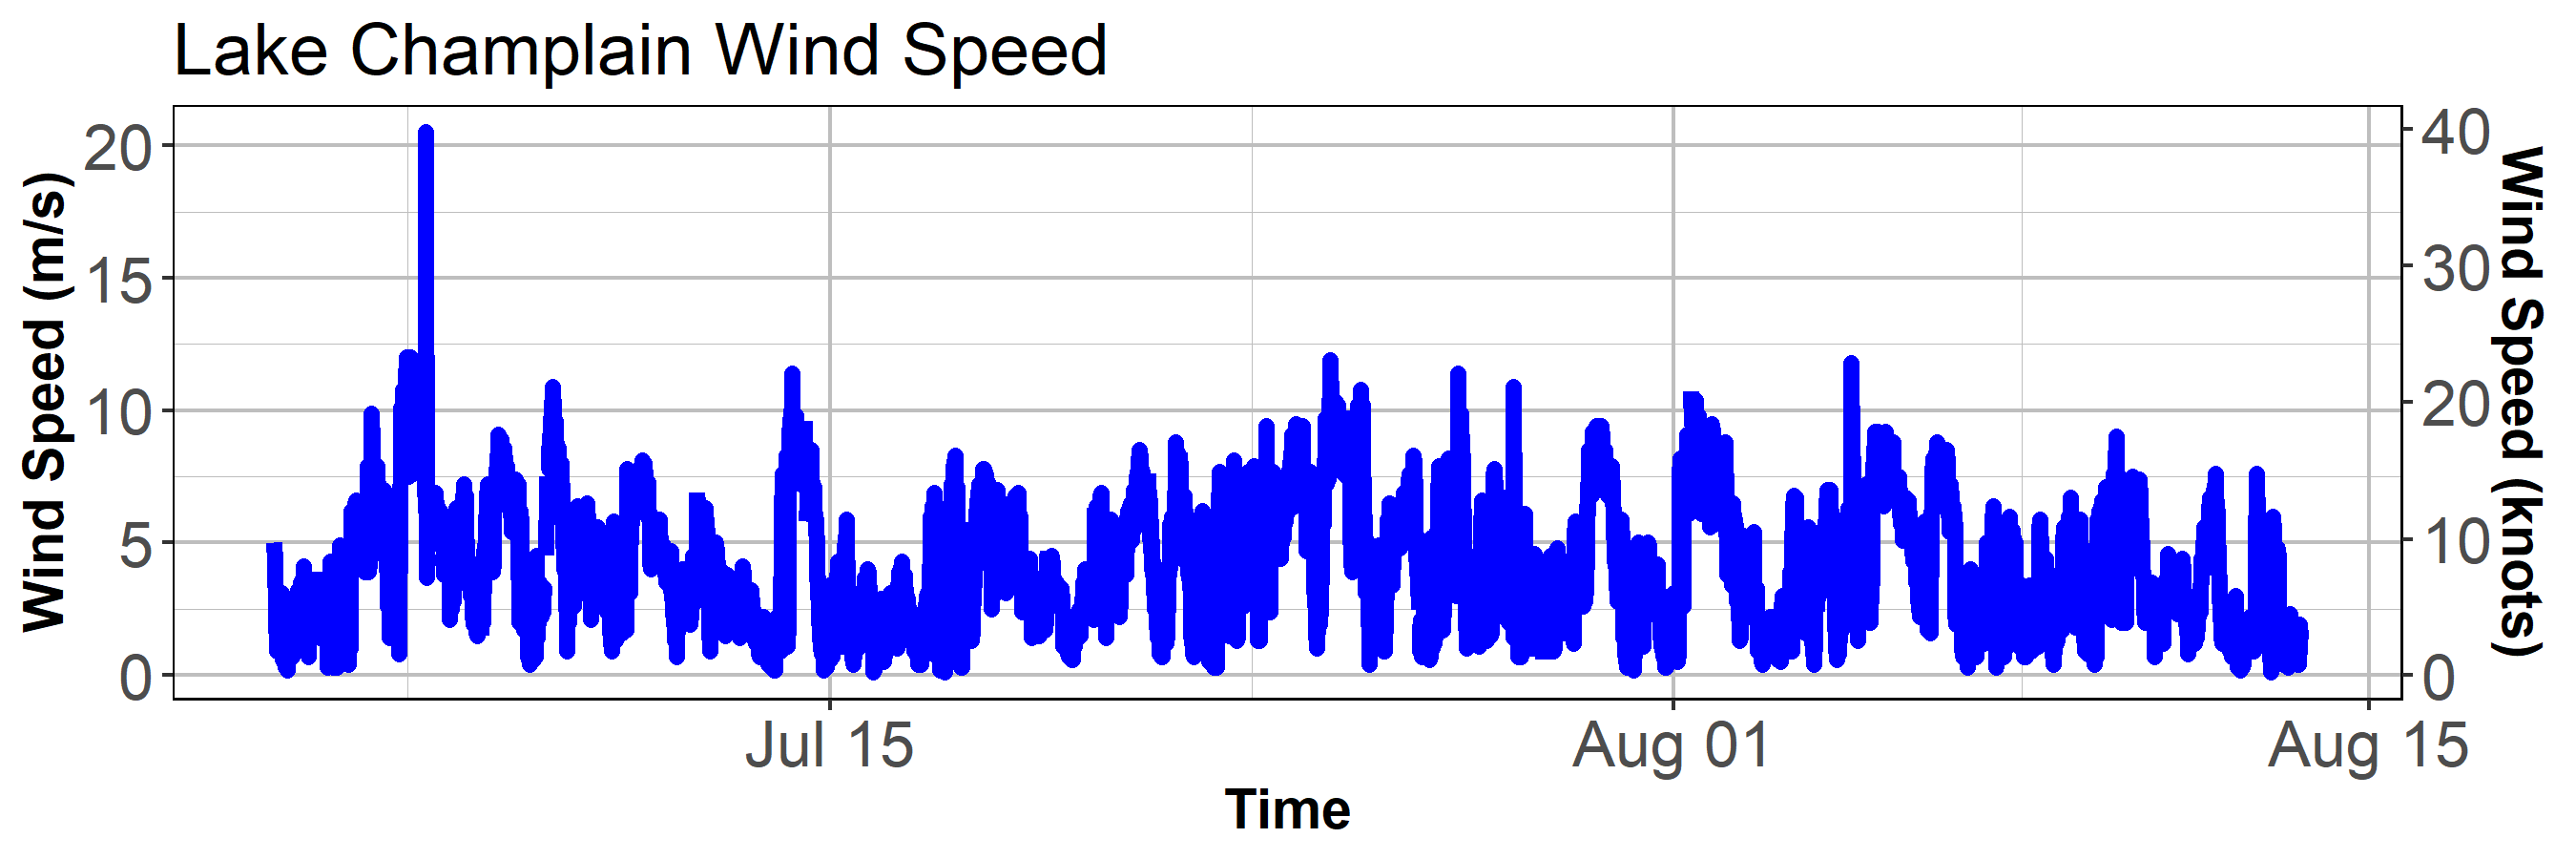 Lake Champlain Wind Speed
Wind Speed (m/s)
20
15
10
5
0
40
30
20
10
0
Wind Speed (knots)
Jul 15
Aug 01
Aug 15
Time